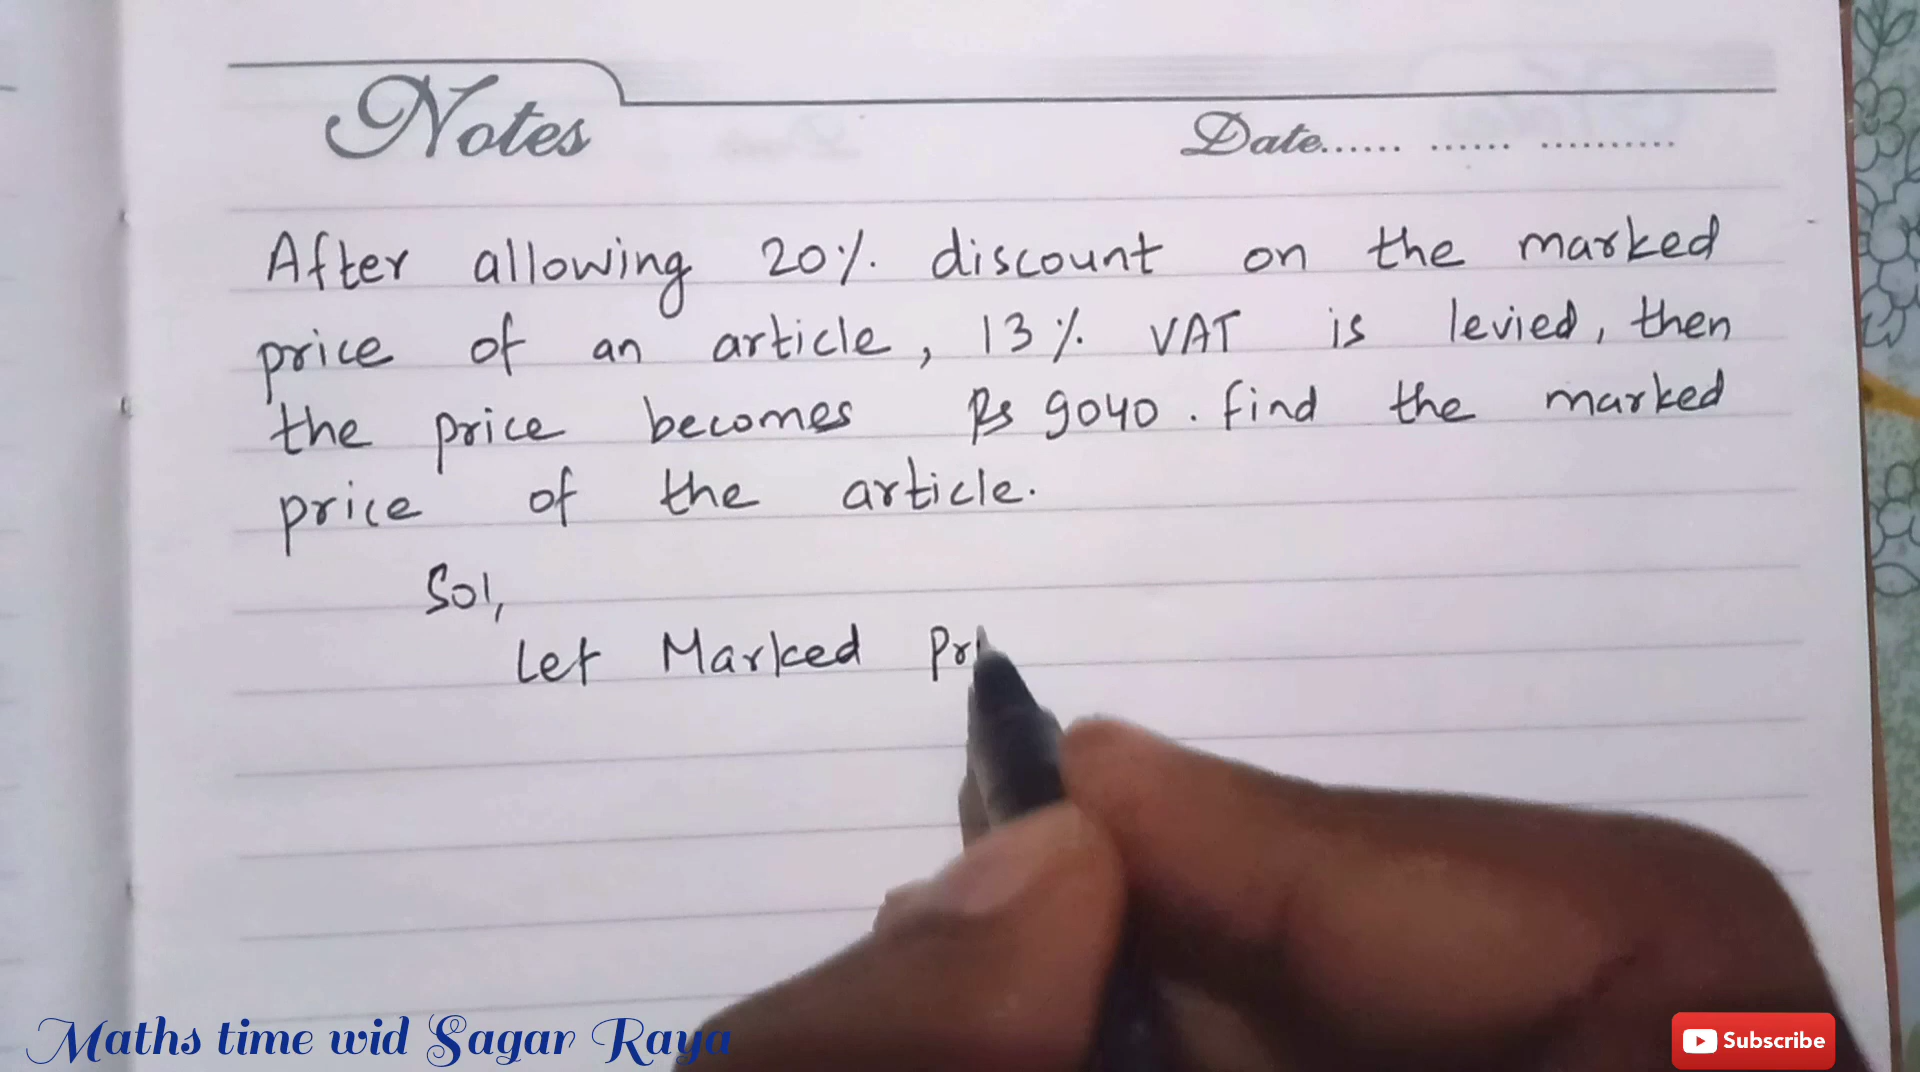 Notes
Date...... ...... ..........
After allowing 20%. discount on the marked
price of an article, 13%. VAT is levied, then
the price becomes Rs 9040. find the marked
price of the article.
Sol,
Let Marked Pri
Maths time wid Sagar Raya
Subscribe